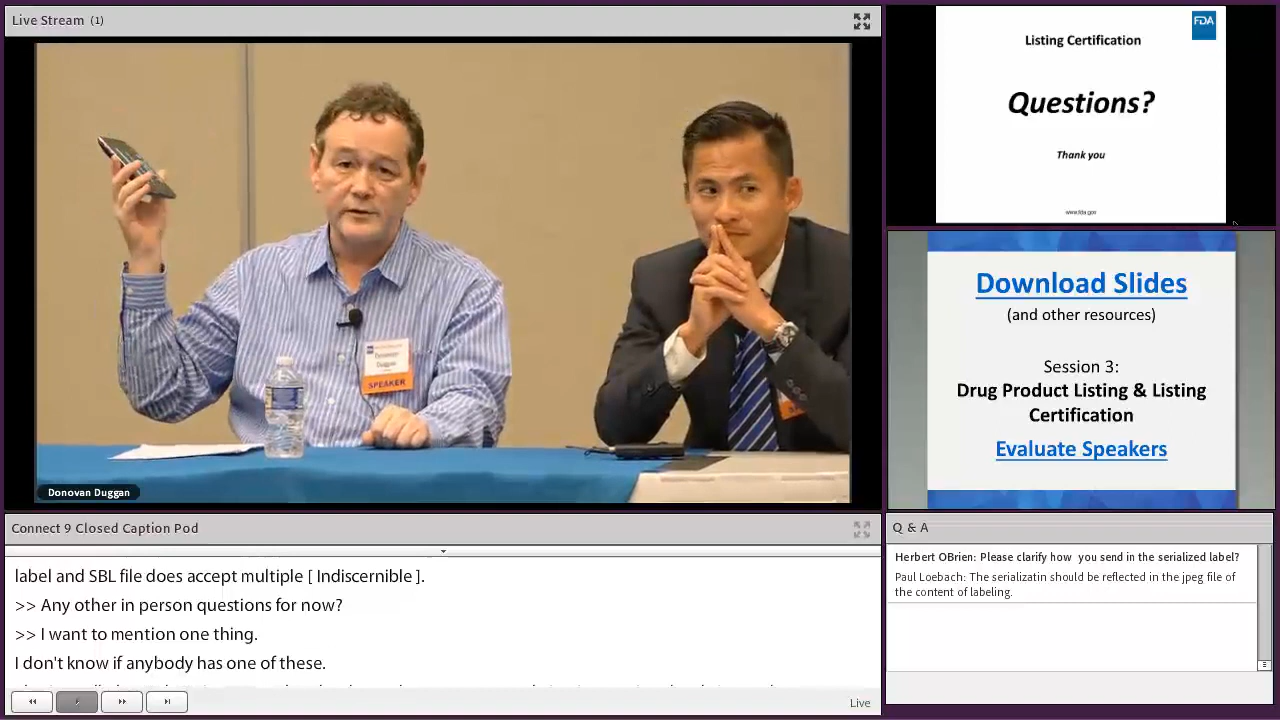 Live Stream (1)
SPEAKER
Donovan Duggan
FDA
Listing Certification
Questions?
Thank you
www.fda.gov
Download Slides
(and other resources)
Session 3:
Drug Product Listing & Listing
Certification
Evaluate Speakers
Connect 9 Closed Caption Pod
label and SBL file does accept multiple [ Indiscernible ].
>> Any other in person questions for now?
>> I want to mention one thing.
I don't know if anybody has one of these.
Live
Q & A
Herbert OBrien: Please clarify how you send in the serialized label?
Paul Loebach: The serializatin should be reflected in the jpeg file of
the content of labeling.